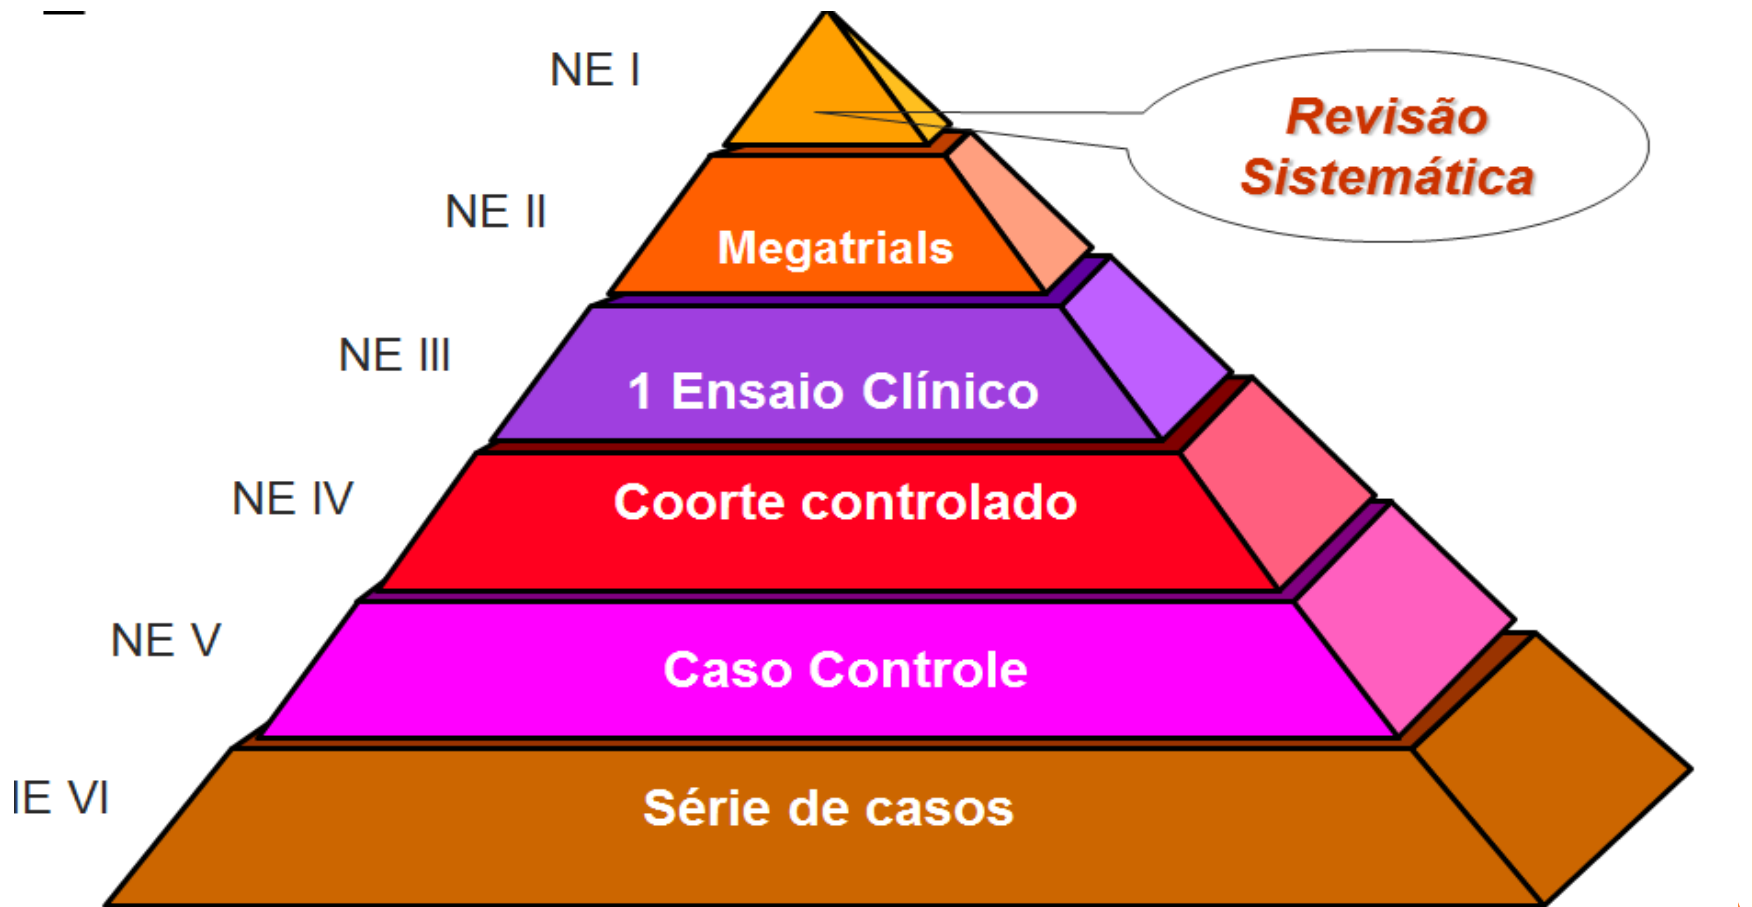 NE I
Revisão
Sistemática
NE II
Megatrials
NE III
1 Ensaio Clínico
NE IV
Coorte controlado
NE V
Caso Controle
IE VI
Série de casos